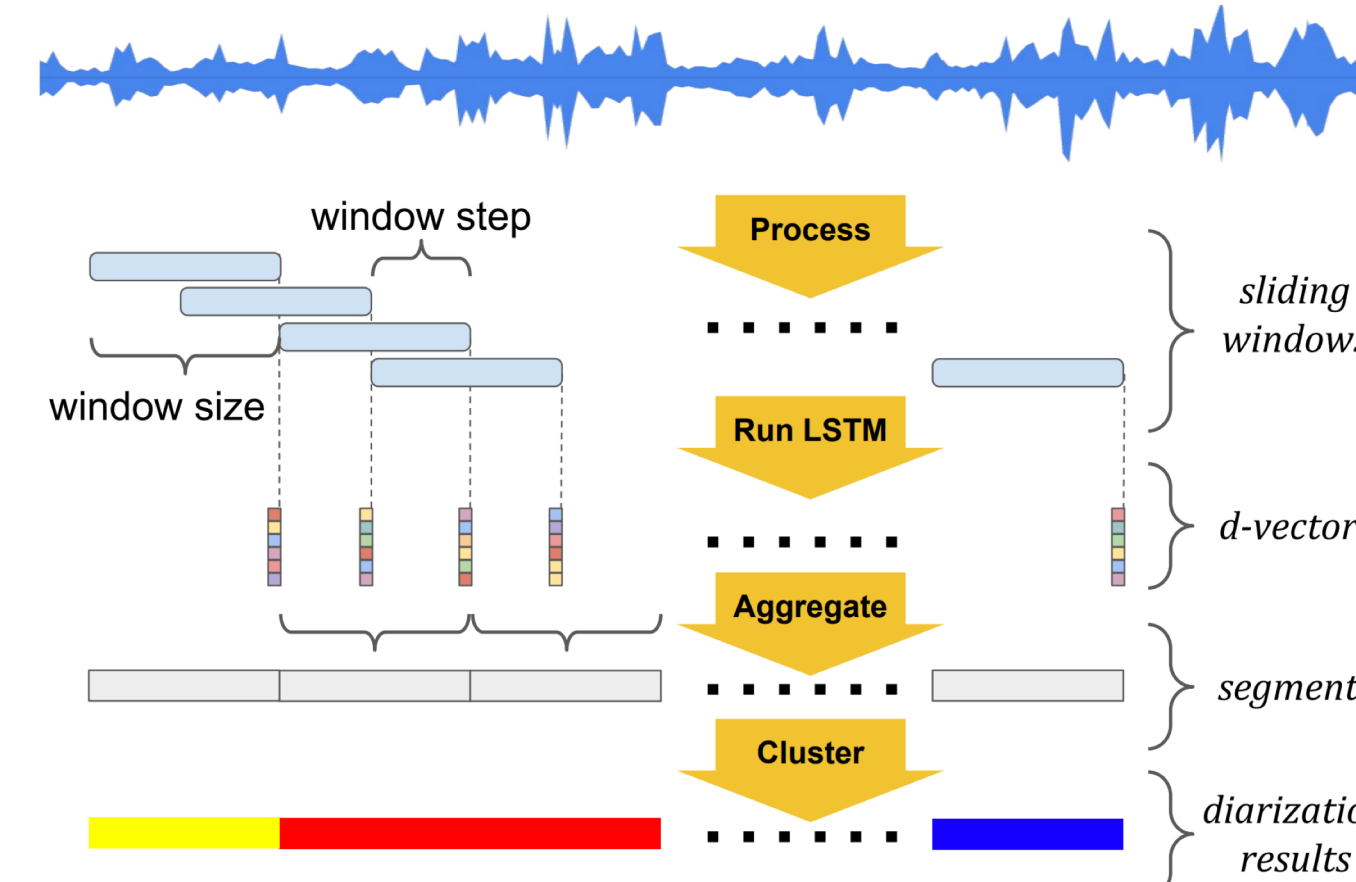 window step
Process
sliding
window
window size
Run LSTM
d-vector
Aggregate
segment
Cluster
diarizatio
results